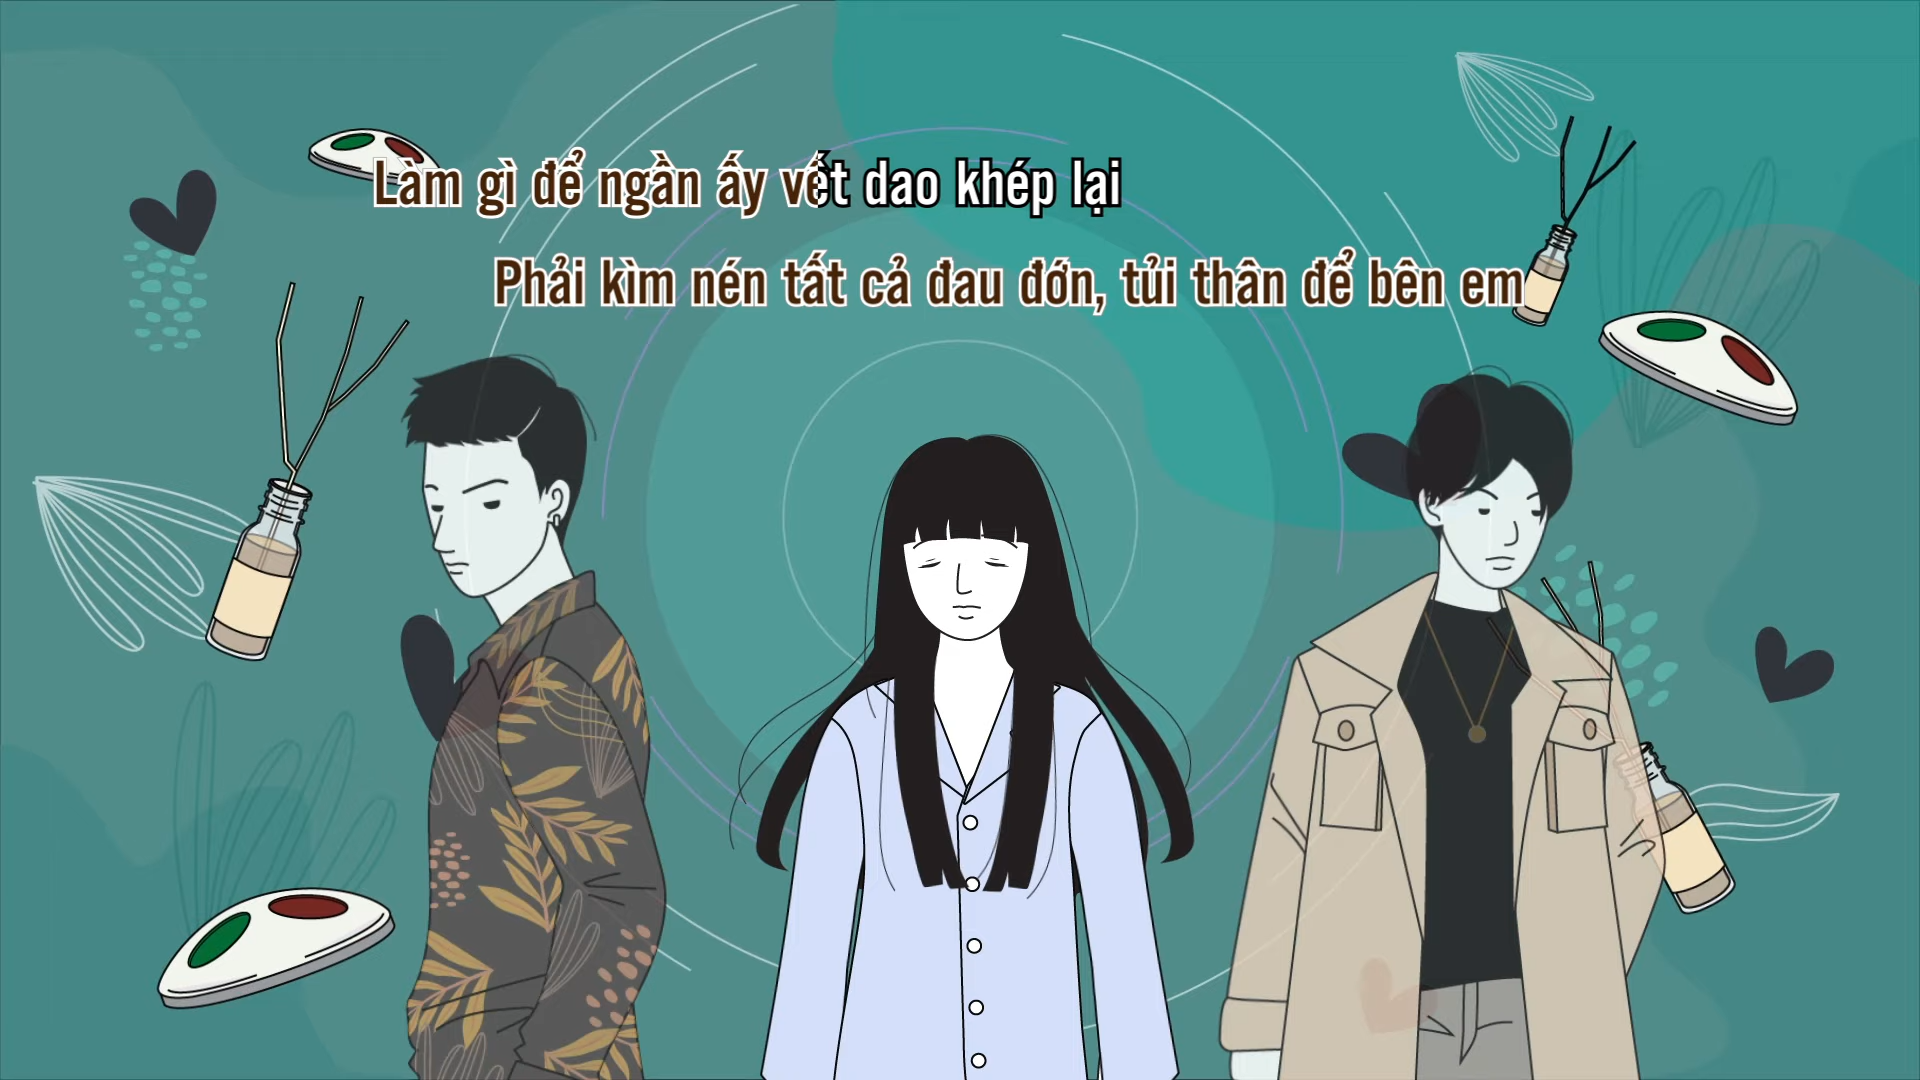 Làm gì để ngần ấy vết dao khép lại
Phải kìm nén tất cả đau đớn, tủi thân để bên em